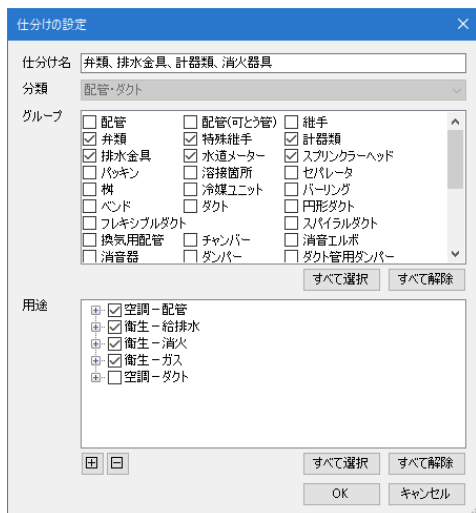 仕分けの設定
仕分け名 弁類、排水金具、計器類、消火器具
分類 配管・ダクト
グループ
配管 配管(可とう管) 継手
弁類 特殊継手 計器類
排水金具 水道メーター スプリンクラーヘッド
パッキン 溶接箇所 セパレータ
桝 冷媒ユニット バーリング
ベンド ダクト 円形ダクト
フレキシブルダクト スパイラルダクト
換気用配管 チャンバー 消音エルボ
消音器 ダンパー ダクト管用ダンパー
すべて選択 すべて解除
用途
空調－配管
衛生－給排水
衛生－消火
衛生－ガス
空調－ダクト
すべて選択 すべて解除
OK キャンセル